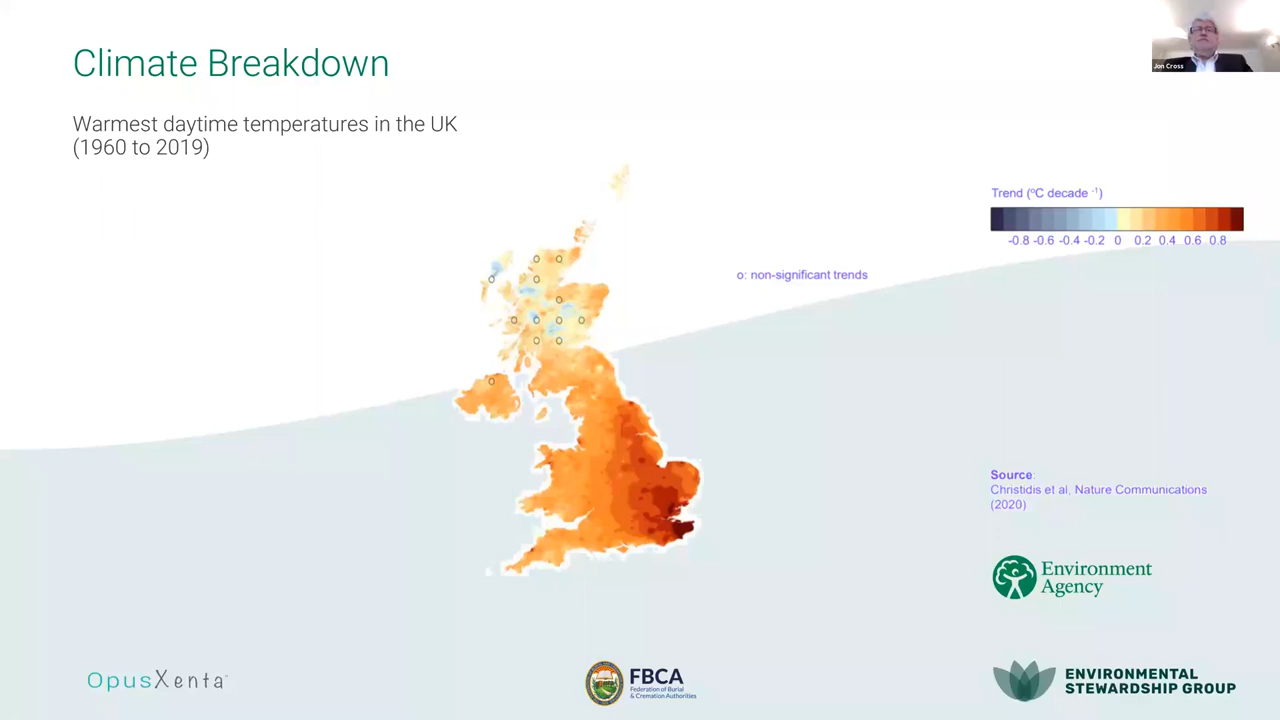 Climate Breakdown
Jon Cross
Warmest daytime temperatures in the UK
(1960 to 2019)
Trend (ºC decade ⁻¹)
-0.8 -0.6 -0.4 -0.2 0 0.2 0.4 0.6 0.8
o: non-significant trends
Source:
Christidis et al, Nature Communications
(2020)
Environment
Agency
OpusXenta
FBCA
Federation of Burial
& Cremation Authorities
ENVIRONMENTAL
STEWARDSHIP GROUP